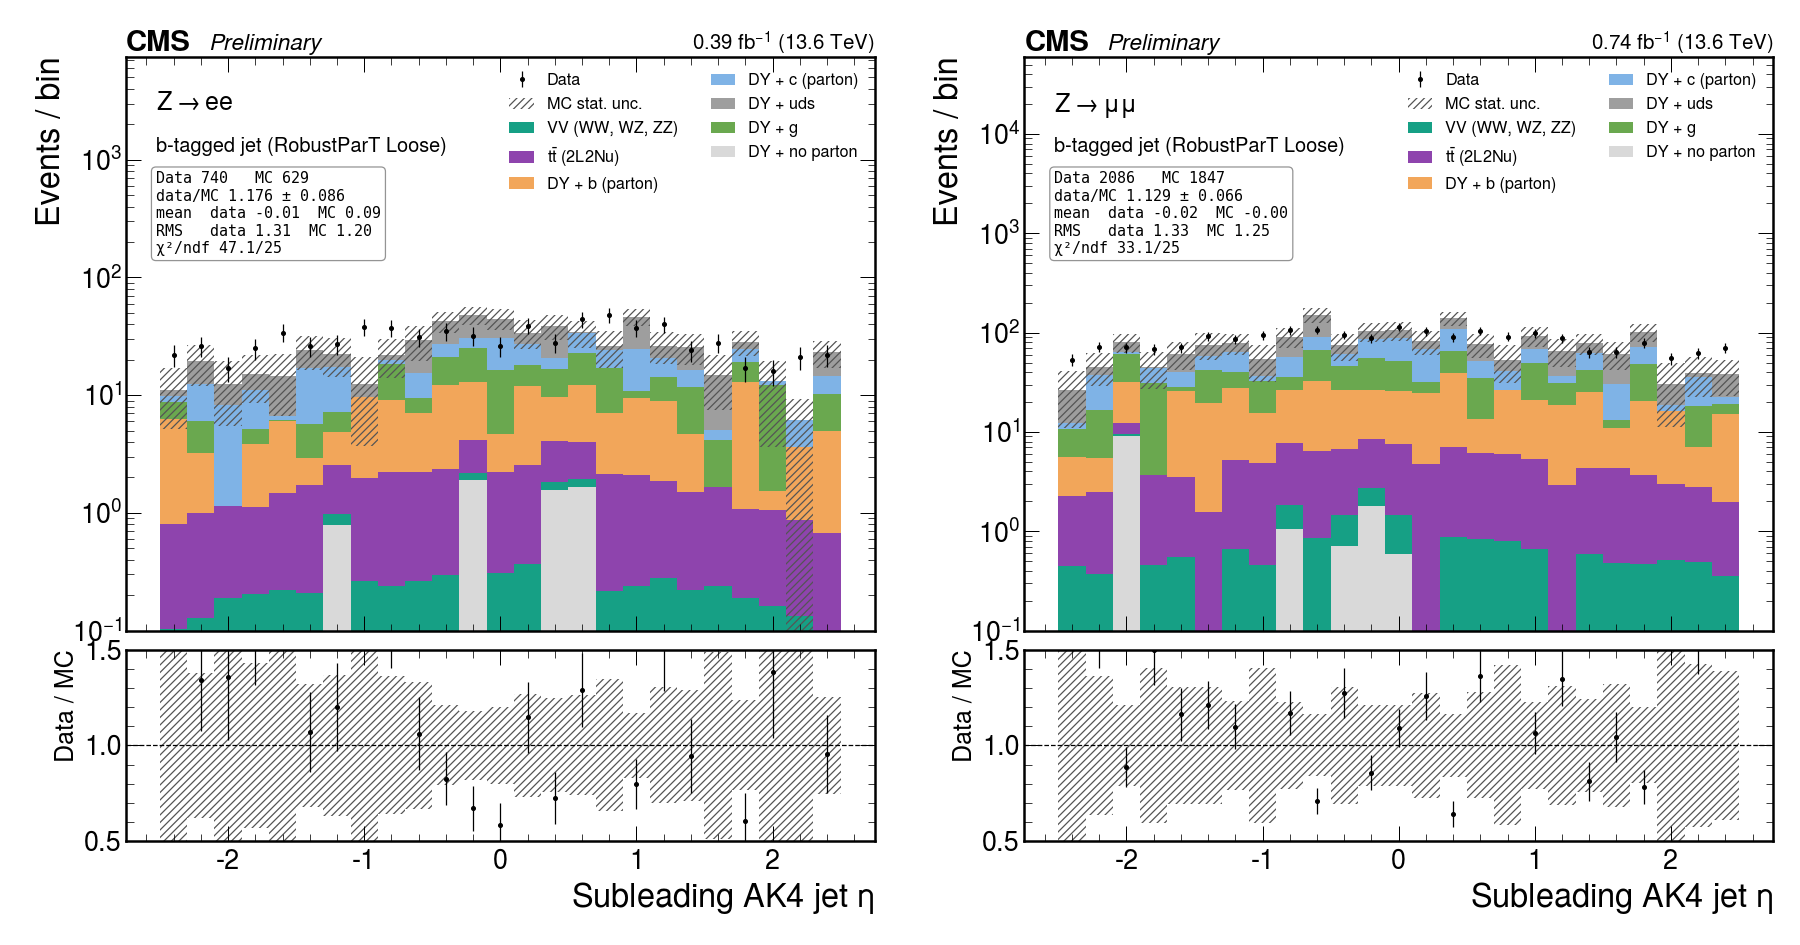 CMS Preliminary 0.39 fb⁻¹ (13.6 TeV)
Events / bin
Z → ee
b-tagged jet (RobustParT Loose)
Data 740   MC 629
data/MC 1.176 ± 0.086
mean  data -0.01  MC 0.09
RMS   data 1.31  MC 1.20
χ²/ndf 47.1/25
Data
MC stat. unc.
VV (WW, WZ, ZZ)
tt̄ (2L2Nu)
DY + b (parton)
DY + c (parton)
DY + uds
DY + g
DY + no parton
10³
10²
10¹
10⁰
10⁻¹
Data / MC
1.5
1.0
0.5
-2 -1 0 1 2
Subleading AK4 jet η
CMS Preliminary 0.74 fb⁻¹ (13.6 TeV)
Events / bin
Z → μμ
b-tagged jet (RobustParT Loose)
Data 2086   MC 1847
data/MC 1.129 ± 0.066
mean  data -0.02  MC -0.00
RMS   data 1.33  MC 1.25
χ²/ndf 33.1/25
Data
MC stat. unc.
VV (WW, WZ, ZZ)
tt̄ (2L2Nu)
DY + b (parton)
DY + c (parton)
DY + uds
DY + g
DY + no parton
10⁴
10³
10²
10¹
10⁰
10⁻¹
Data / MC
1.5
1.0
0.5
-2 -1 0 1 2
Subleading AK4 jet η